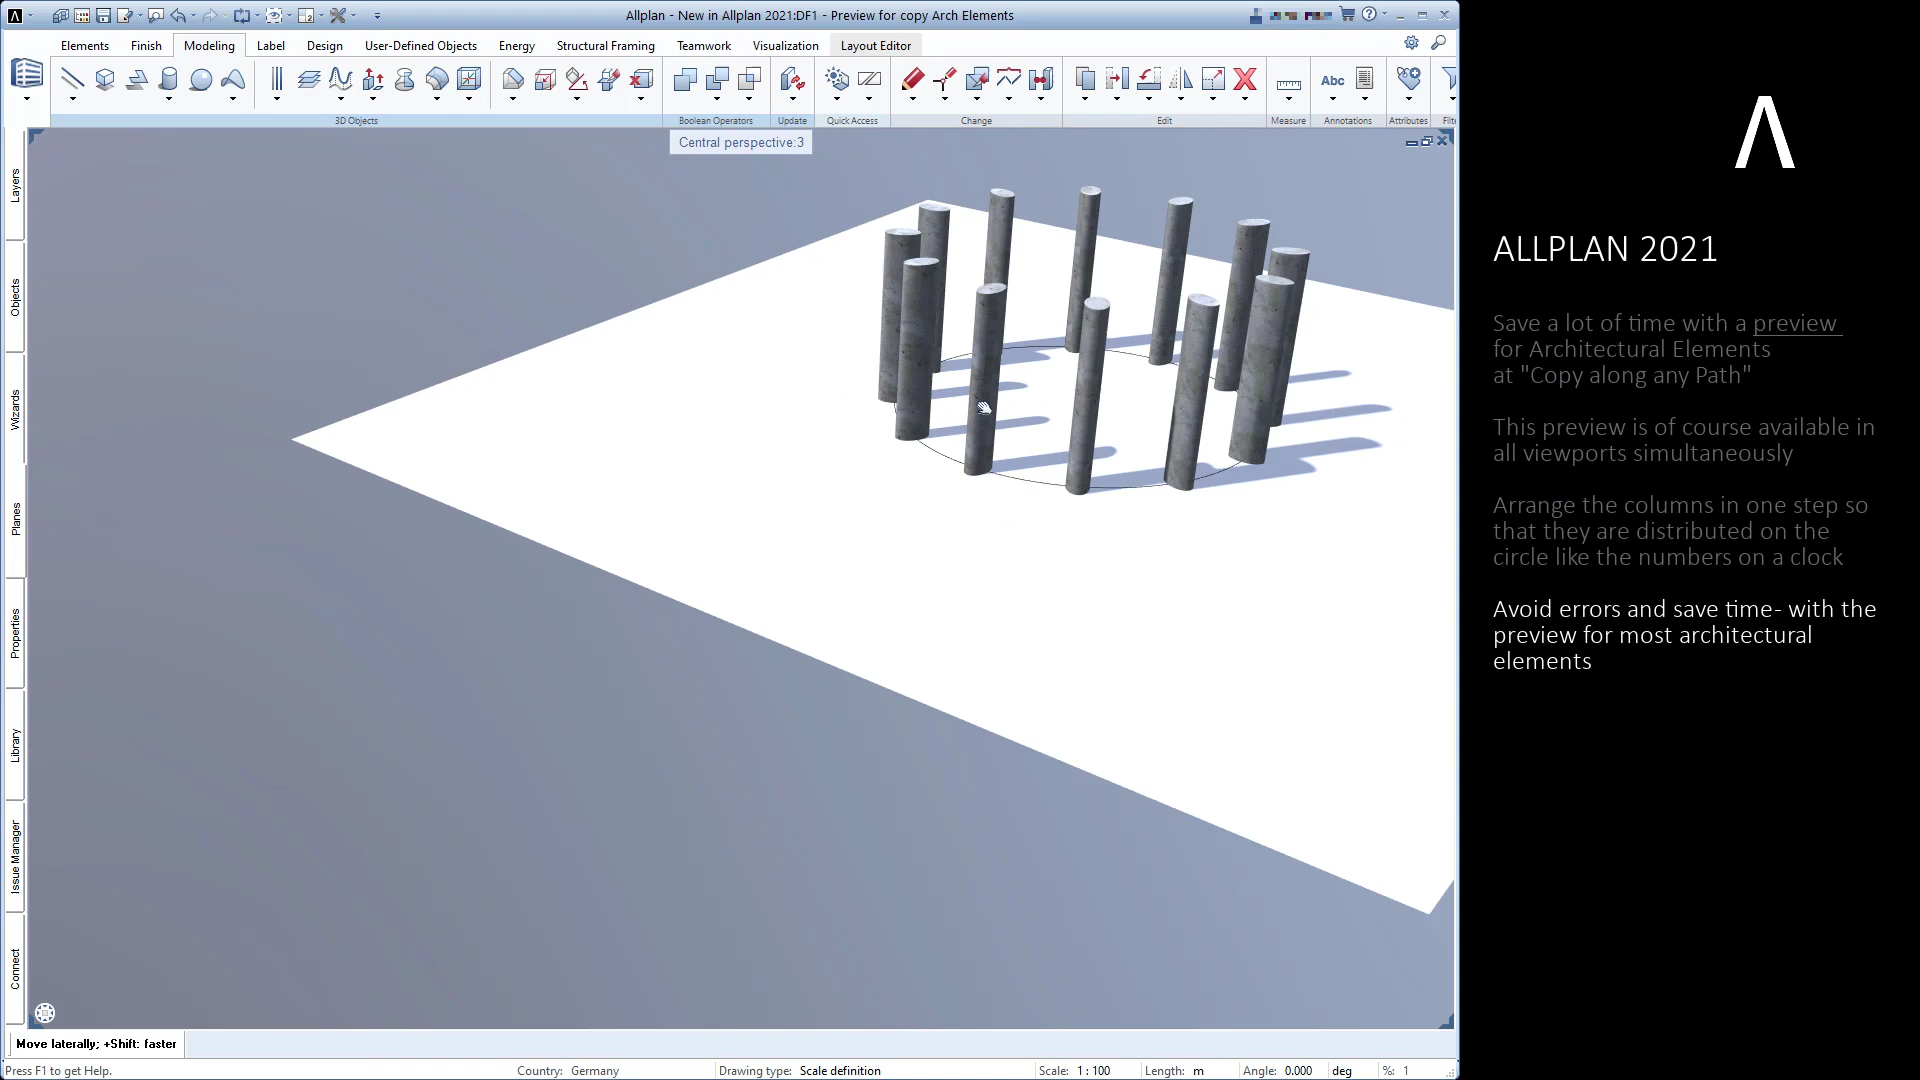 Allplan - New in Allplan 2021:DF1 - Preview for copy Arch Elements
Elements Finish Modeling Label Design User-Defined Objects Energy Structural Framing Teamwork Visualization Layout Editor
Abc
3D Objects Boolean Operators Update Quick Access Change Edit Measure Annotations Attributes Filt
Central perspective:3
Layers
Objects
Wizards
Planes
Properties
Library
Issue Manager
Connect
Move laterally; +Shift: faster
Press F1 to get Help. Country: Germany Drawing type: Scale definition Scale: 1 : 100 Length: m Angle: 0.000 deg %: 1
ALLPLAN 2021
Save a lot of time with a preview
for Architectural Elements
at "Copy along any Path"
This preview is of course available in
all viewports simultaneously
Arrange the columns in one step so
that they are distributed on the
circle like the numbers on a clock
Avoid errors and save time- with the
preview for most architectural
elements